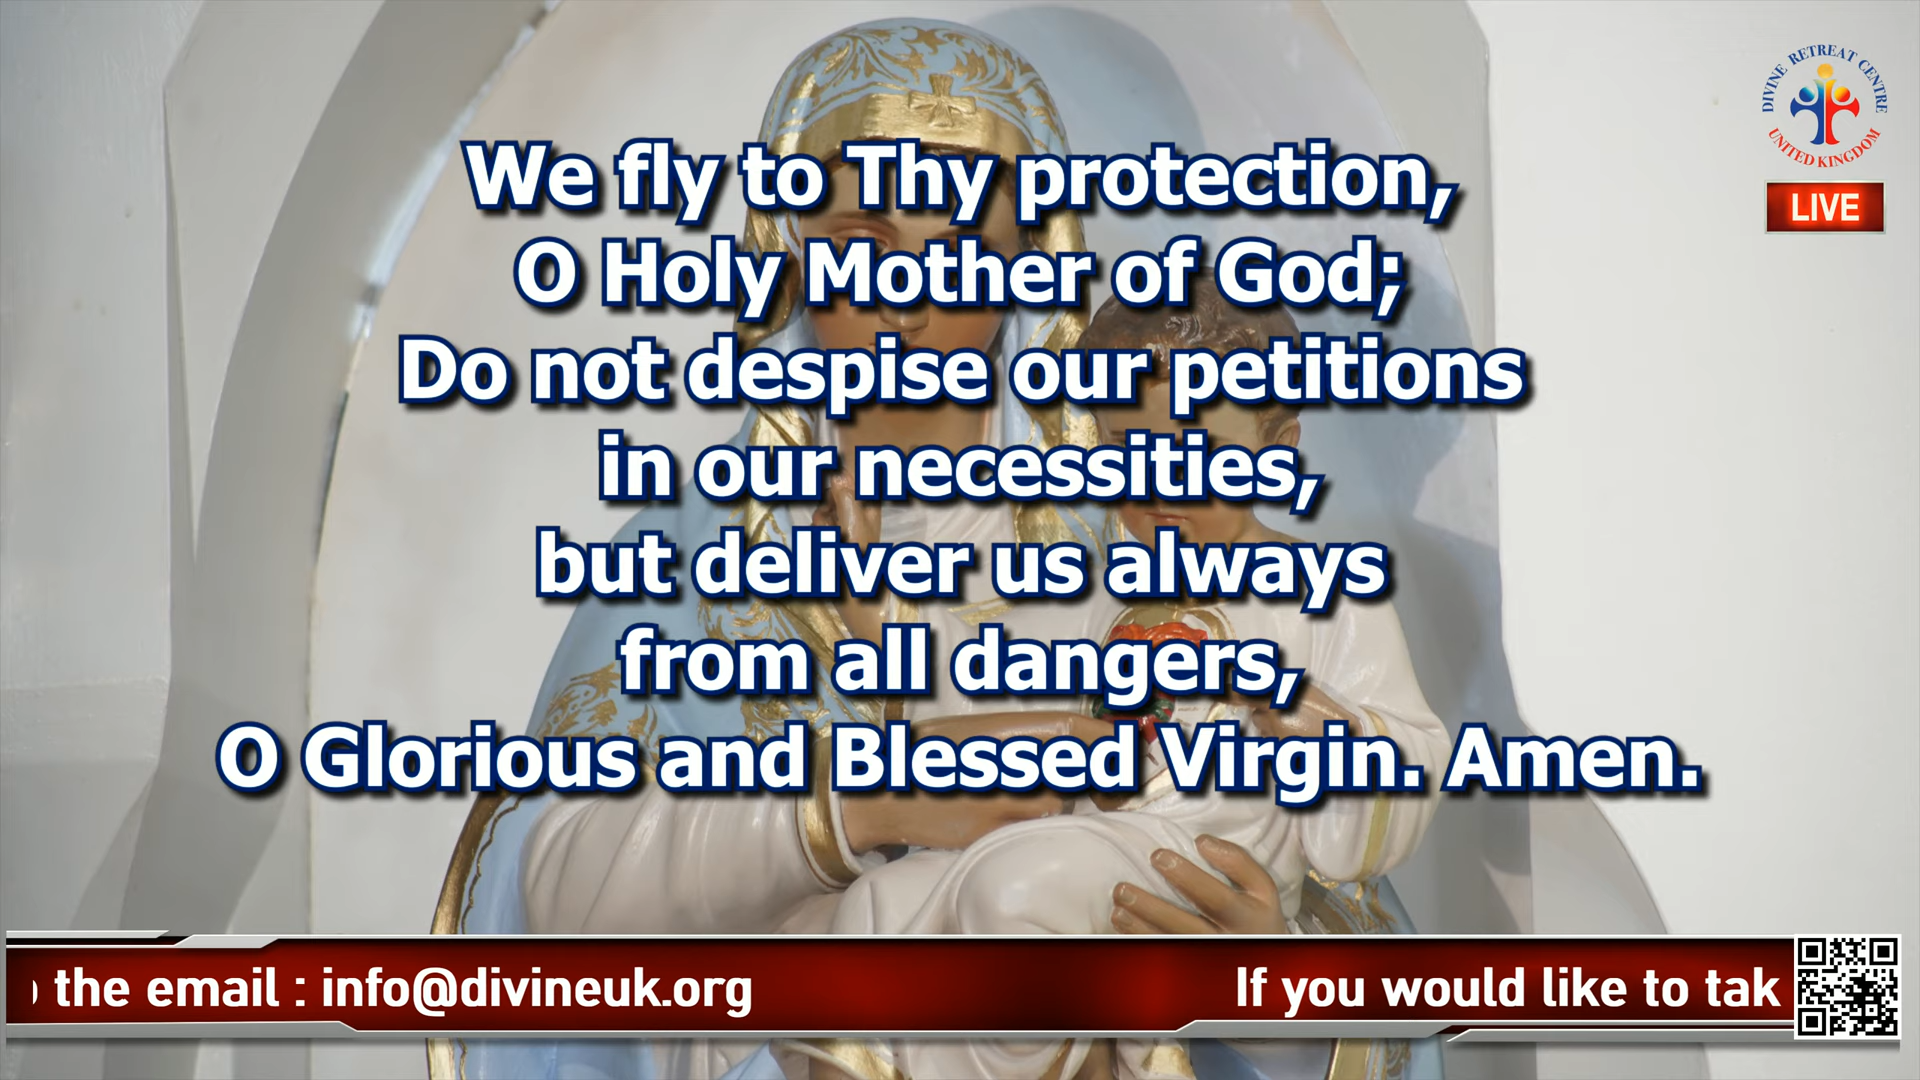 We fly to Thy protection,
O Holy Mother of God;
Do not despise our petitions
in our necessities,
but deliver us always
from all dangers,
O Glorious and Blessed Virgin. Amen.
DIVINE RETREAT CENTRE
UNITED KINGDOM
LIVE
the email : info@divineuk.org
If you would like to tak